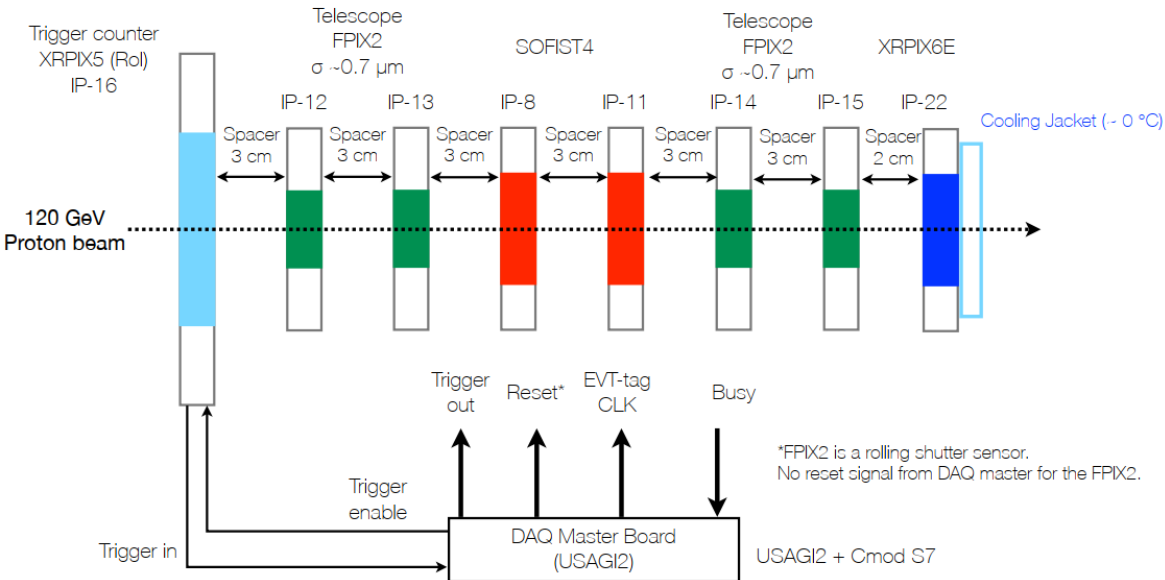 Trigger counter
XRPIX5 (RoI)
IP-16
Telescope
FPIX2
σ ~0.7 μm
SOFIST4
Telescope
FPIX2
σ ~0.7 μm
XRPIX6E
IP-12
IP-13
IP-8
IP-11
IP-14
IP-15
IP-22
Cooling Jacket (~ 0 °C)
Spacer
3 cm
Spacer
3 cm
Spacer
3 cm
Spacer
3 cm
Spacer
3 cm
Spacer
3 cm
Spacer
2 cm
120 GeV
Proton beam
Trigger
out
Reset*
EVT-tag
CLK
Busy
*FPIX2 is a rolling shutter sensor.
No reset signal from DAQ master for the FPIX2.
Trigger
enable
Trigger in
DAQ Master Board
(USAGI2)
USAGI2 + Cmod S7